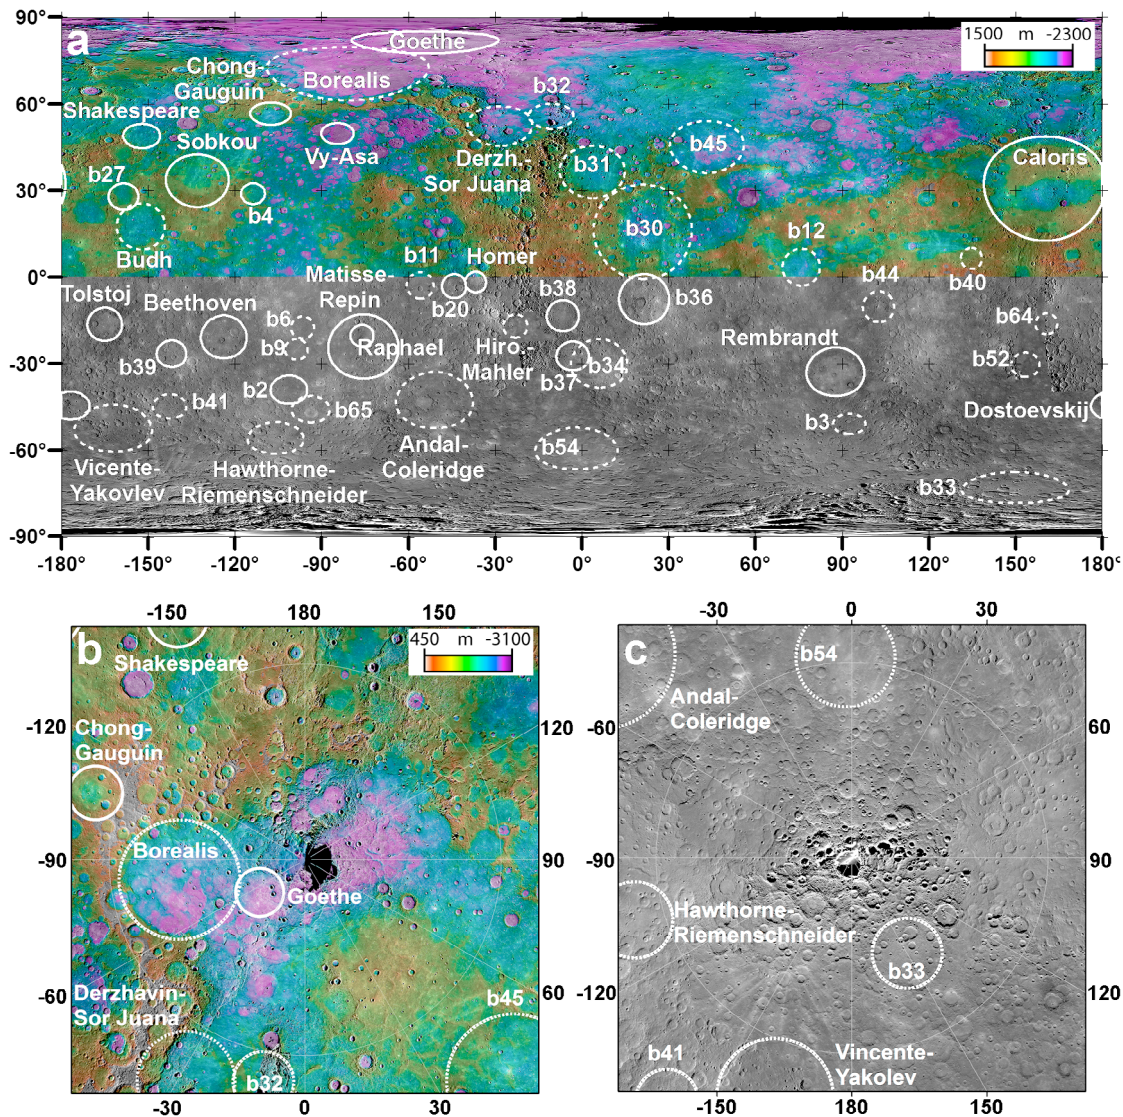 90°
a
Goethe
1500 m -2300
Chong-
Gauguin
Borealis
b32
60°
Shakespeare
Sobkou
Vy-Asa
Derzh.-
Sor Juana
b31
b45
Caloris
b27
30°
b4
b30
Budh
b11
Homer
b12
b44
b40
0°
Tolstoj
Beethoven
Matisse-
Repin
b20
b38
b36
b6
b9
Raphael
Hiro.-
Mahler
b34
b37
Rembrandt
b64
b52
b39
-30°
b2
b41
b65
Andal-
Coleridge
b54
b3
Dostoevskij
-60°
Vicente-
Yakovlev
Hawthorne-
Riemenschneider
b33
-90°
-180° -150° -120° -90° -60° -30° 0° 30° 60° 90° 120° 150° 180°
-150 180 150
b
450 m -3100
Shakespeare
-120 120
Chong-
Gauguin
Borealis
-90 90
Goethe
-60 60
Derzhavin-
Sor Juana
b45
b32
-30 0 30
-30 0 30
c
b54
Andal-
Coleridge
-60 60
-90 90
Hawthorne-
Riemenschneider
b33
-120 120
b41
Vincente-
Yakolev
-150 180 150